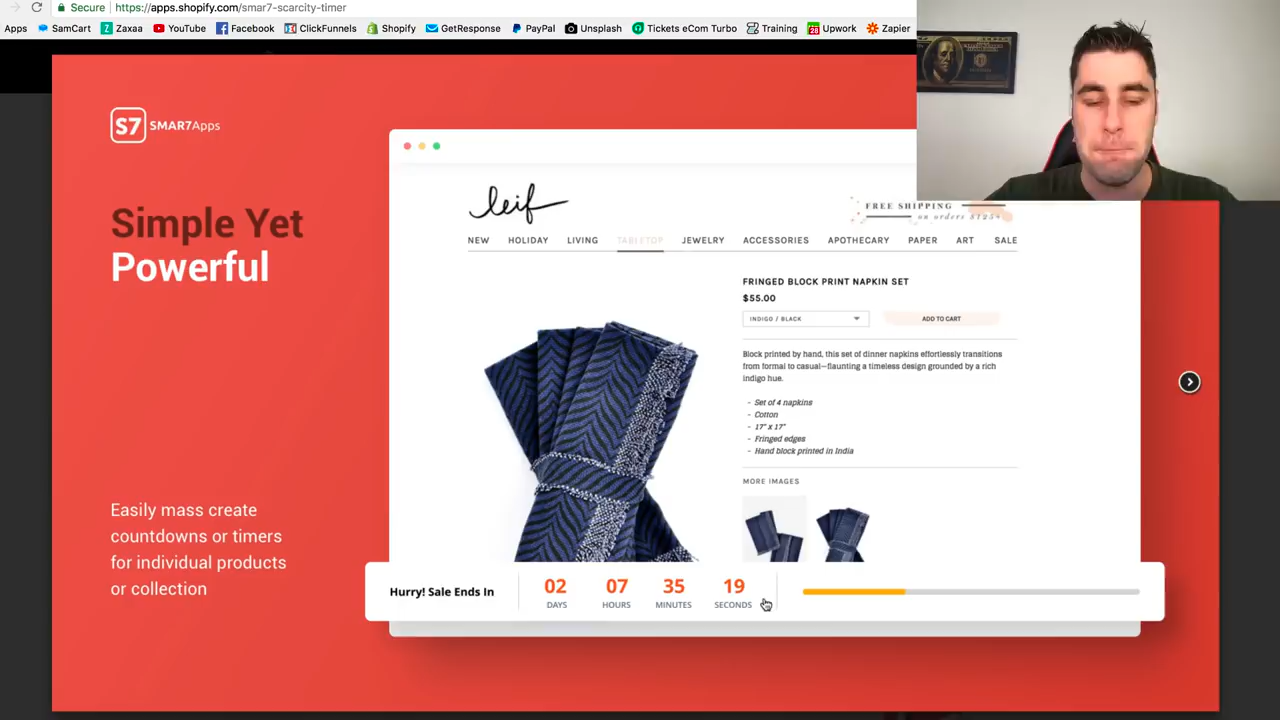 Secure https://apps.shopify.com/smar7-scarcity-timer
Apps SamCart Zaxaa YouTube Facebook ClickFunnels Shopify GetResponse PayPal Unsplash Tickets eCom Turbo Training Upwork Zapier
S7 SMAR7Apps
Simple Yet
Powerful
Easily mass create
countdowns or timers
for individual products
or collection
leif
FREE SHIPPING
on orders $125+
NEW HOLIDAY LIVING TABLETOP JEWELRY ACCESSORIES APOTHECARY PAPER ART SALE
FRINGED BLOCK PRINT NAPKIN SET
$55.00
INDIGO / BLACK ADD TO CART
Block printed by hand, this set of dinner napkins effortlessly transitions
from formal to casual—flaunting a timeless design grounded by a rich
indigo hue.
- Set of 4 napkins
- Cotton
- 17" x 17"
- Fringed edges
- Hand block printed in India
MORE IMAGES
Hurry! Sale Ends In
02 07 35 19
DAYS HOURS MINUTES SECONDS